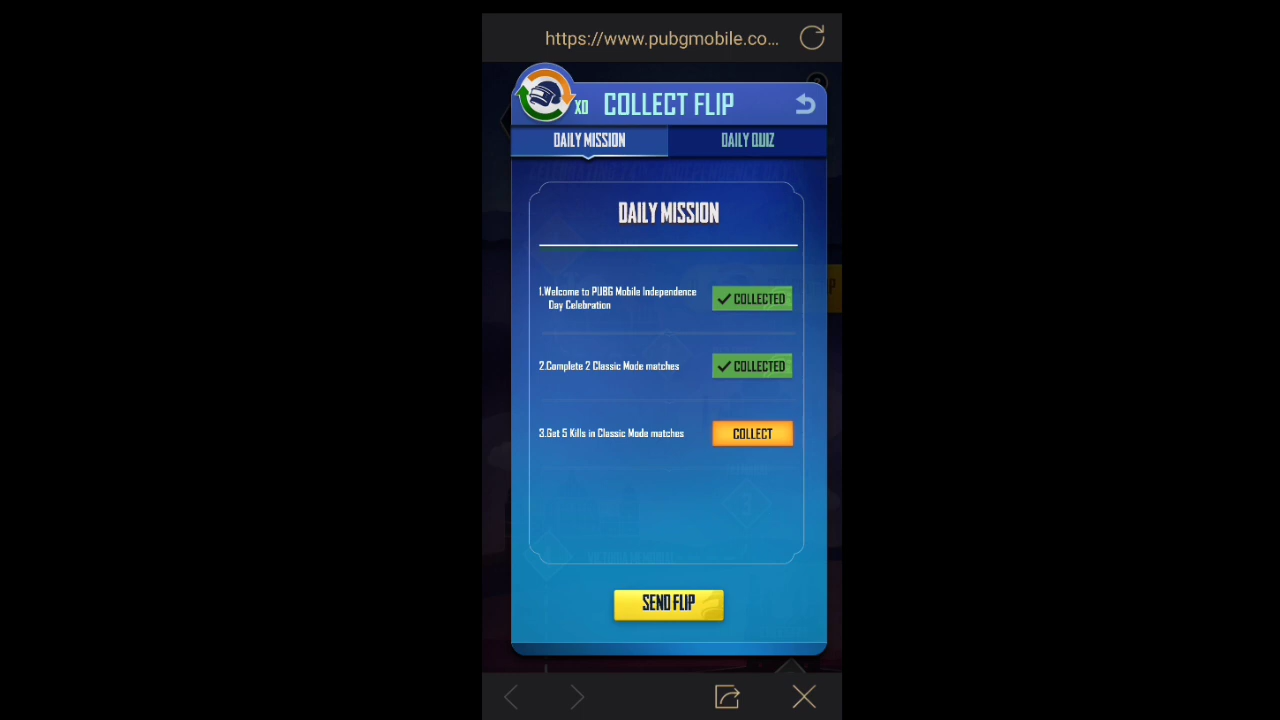 https://www.pubgmobile.co...
X0 COLLECT FLIP
DAILY MISSION DAILY QUIZ
DAILY MISSION
1.Welcome to PUBG Mobile Independence
Day Celebration
COLLECTED
2.Complete 2 Classic Mode matches
COLLECTED
3.Get 5 Kills in Classic Mode matches
COLLECT
3
SEND FLIP